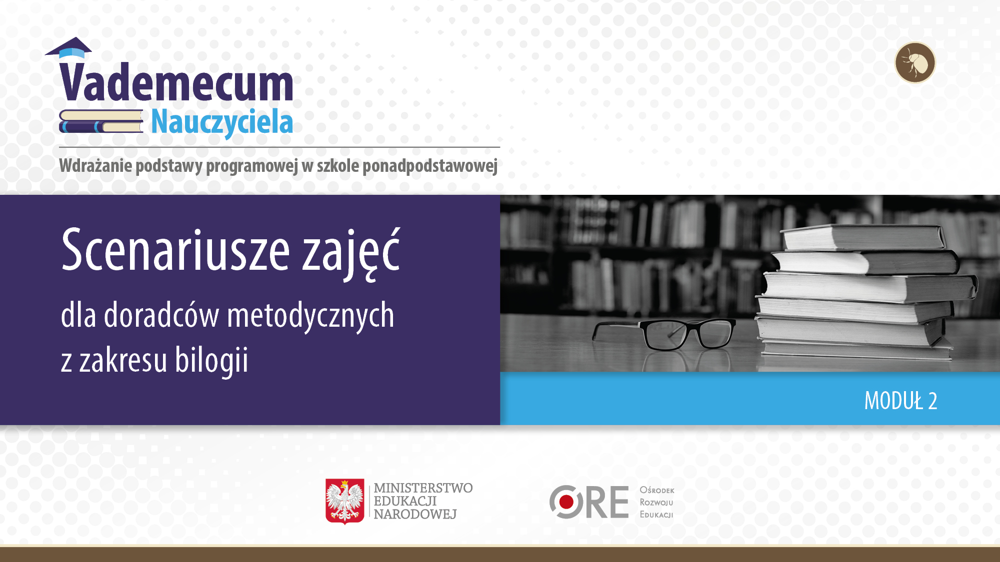 Vademecum
Nauczyciela
Wdrażanie podstawy programowej w szkole ponadpodstawowej
Scenariusze zajęć
dla doradców metodycznych
z zakresu bilogii
MODUŁ 2
MINISTERSTWO
EDUKACJI
NARODOWEJ
ORE
Ośrodek
Rozwoju
Edukacji